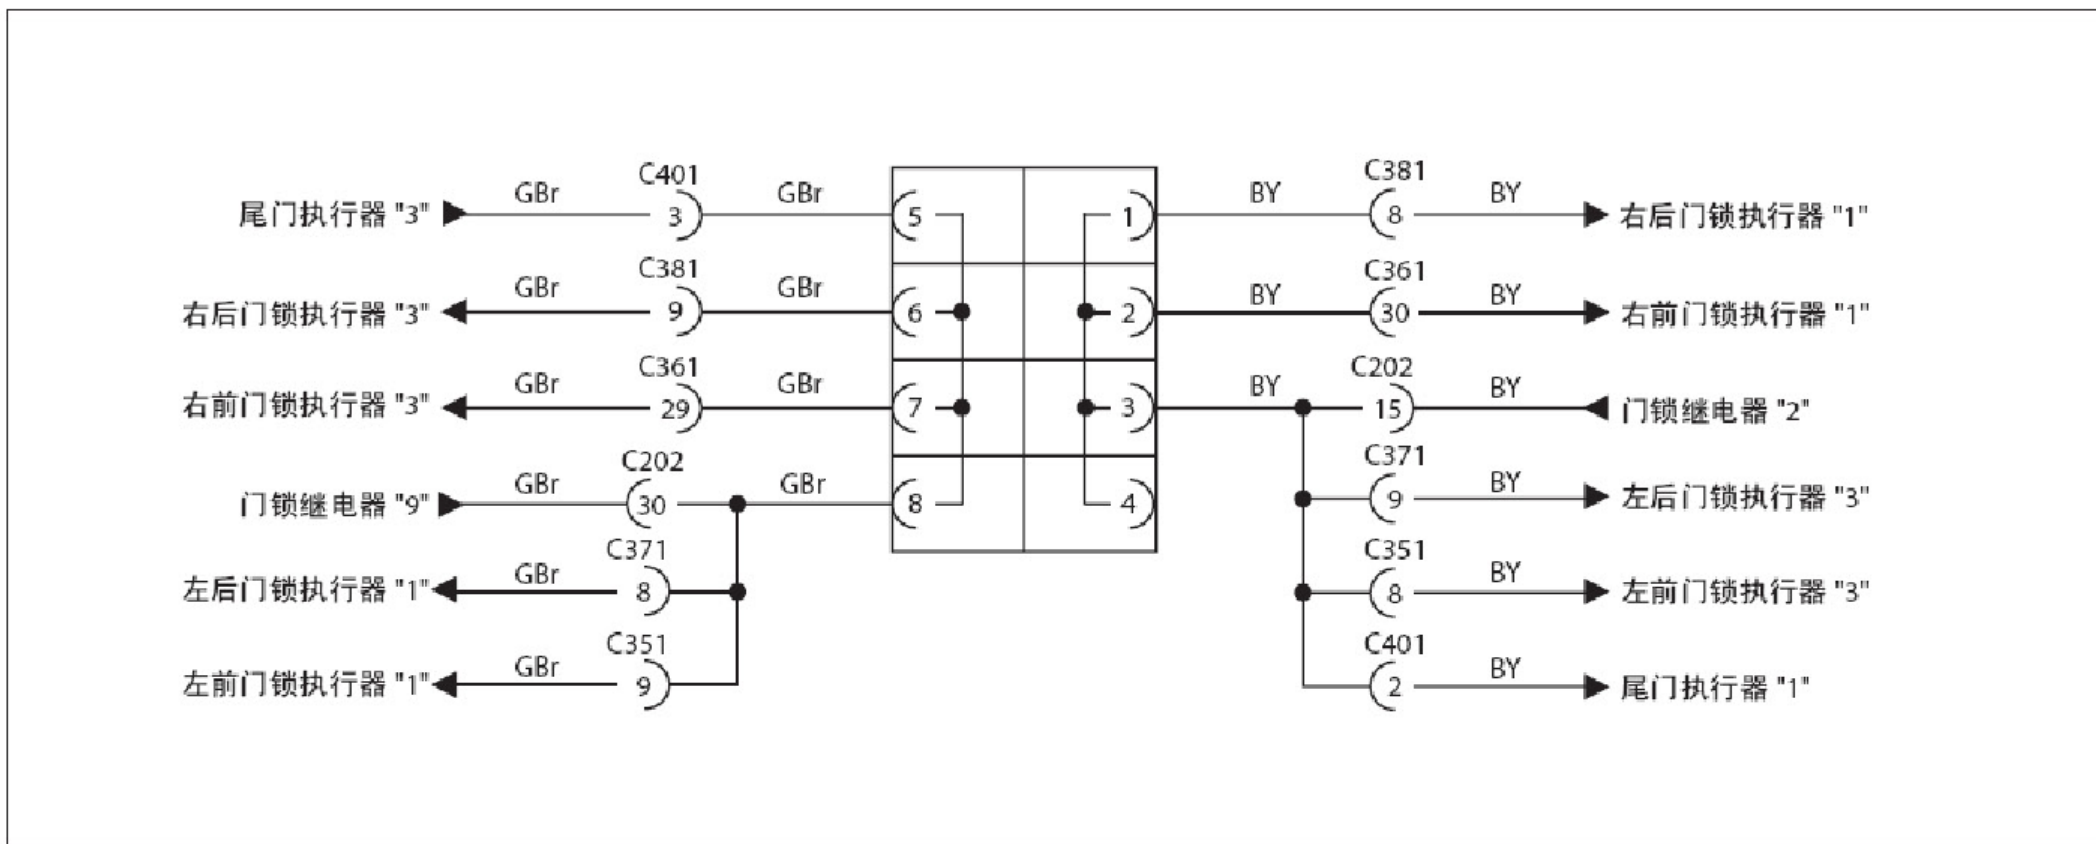 C401 C381
尾门执行器 "3" GBr 3 GBr 5 1 BY 8 BY 右后门锁执行器 "1"
C381 C361
右后门锁执行器 "3" GBr 9 GBr 6 2 BY 30 BY 右前门锁执行器 "1"
C361 C202
右前门锁执行器 "3" GBr 29 GBr 7 3 BY 15 BY 门锁继电器 "2"
C202 C371
门锁继电器 "9" GBr 30 GBr 8 4 9 BY 左后门锁执行器 "3"
C371 C351
左后门锁执行器 "1" GBr 8 8 BY 左前门锁执行器 "3"
C351 C401
左前门锁执行器 "1" GBr 9 2 BY 尾门执行器 "1"